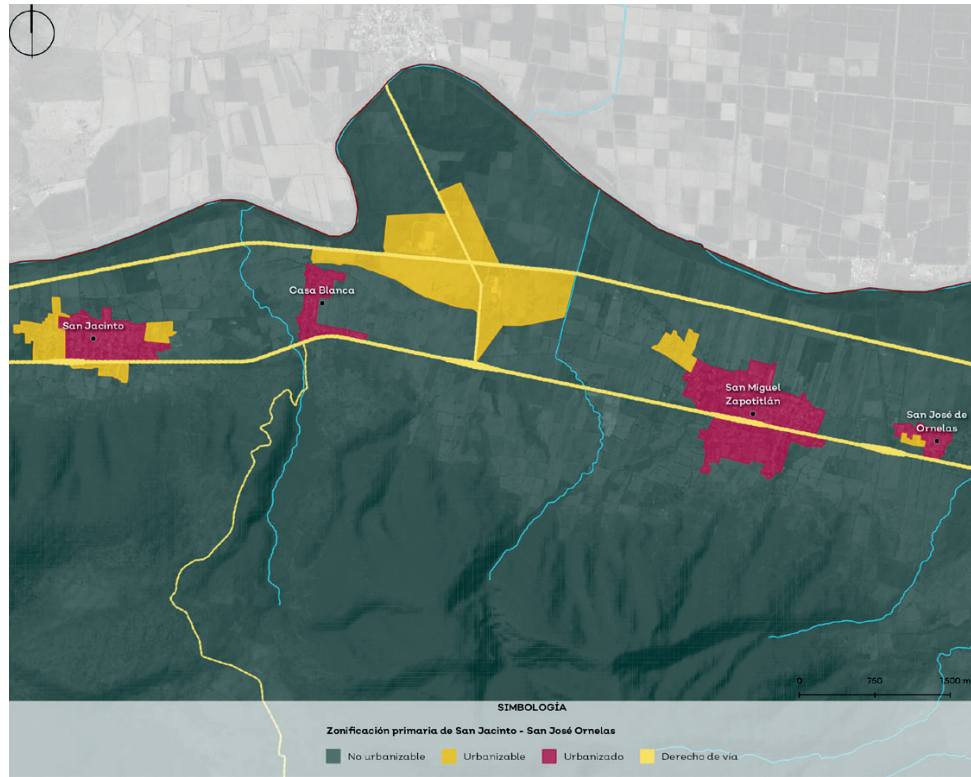 San Jacinto
Casa Blanca
San Miguel
Zapotitlán
San José de
Ornelas
0 750 1500 m
SIMBOLOGÍA
Zonificación primaria de San Jacinto - San José Ornelas
No urbanizable Urbanizable Urbanizado Derecho de vía